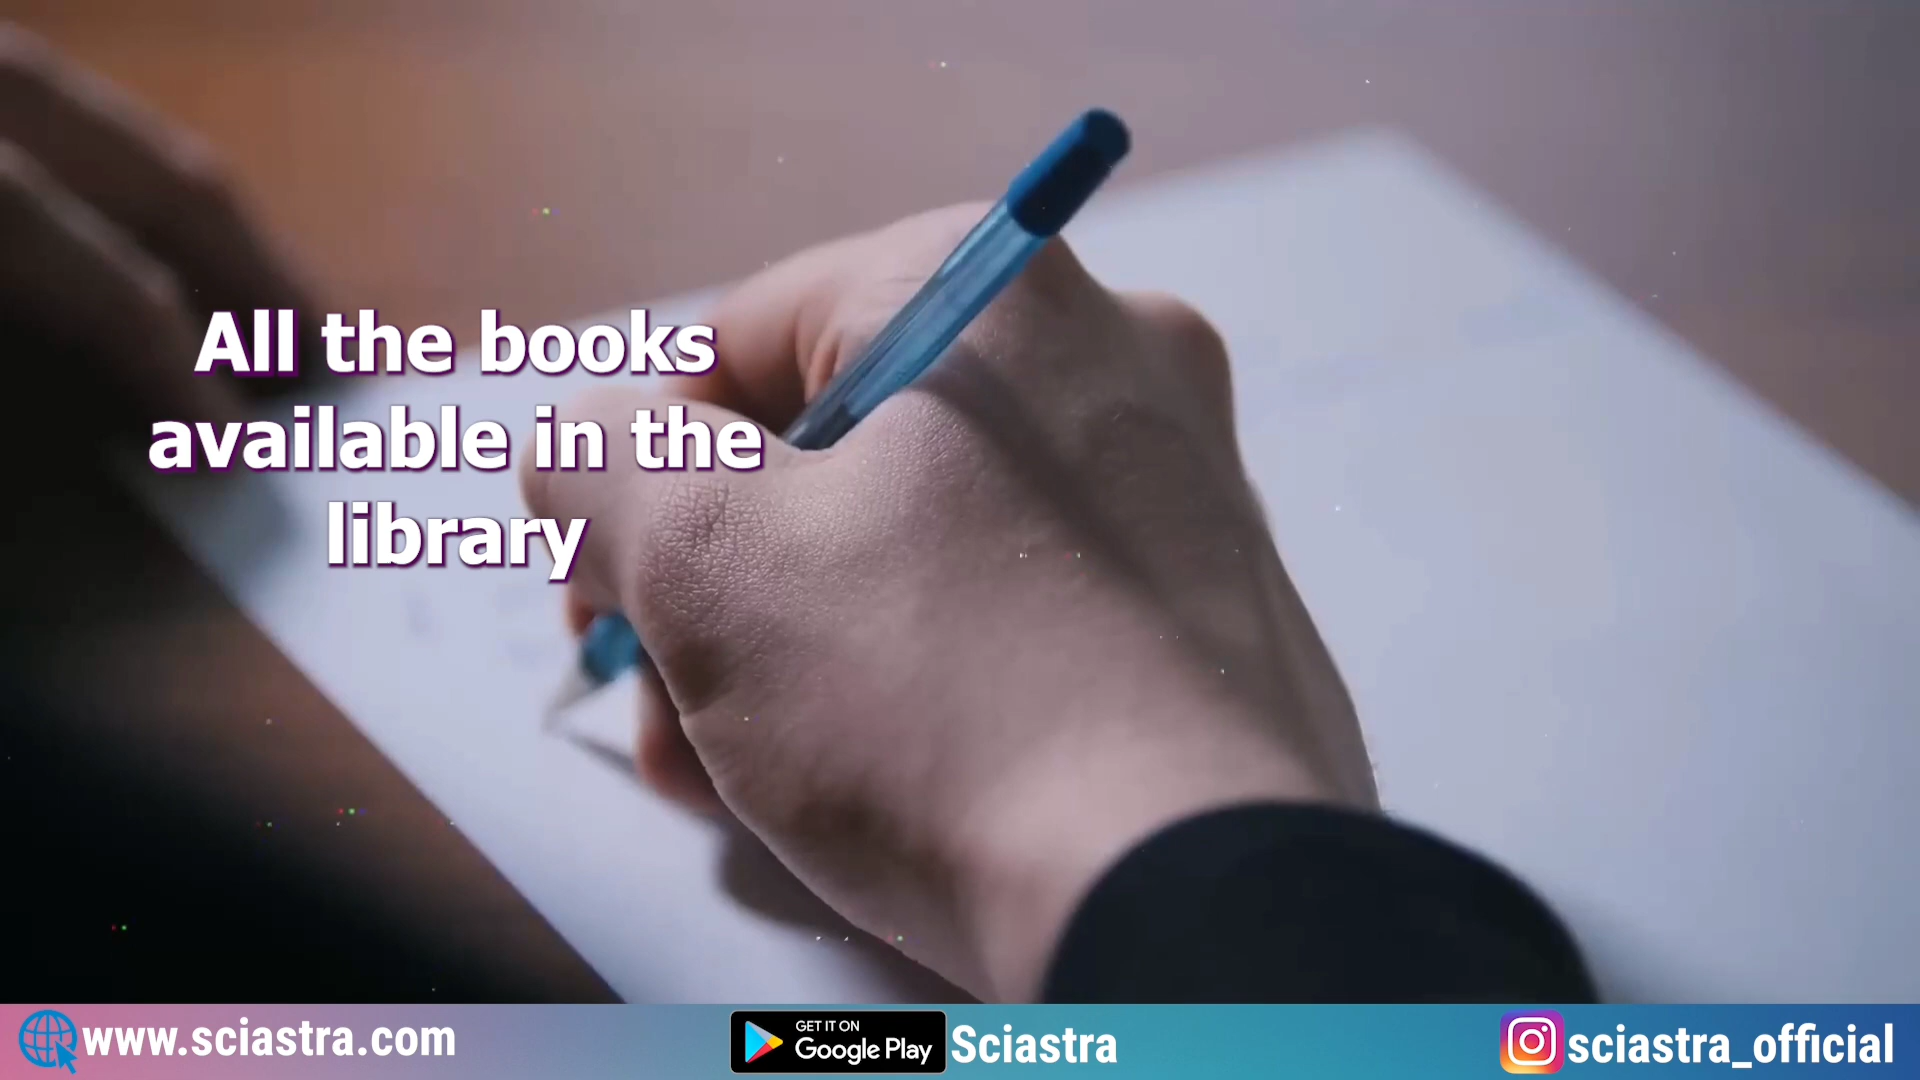 All the books
available in the
library
www.sciastra.com
GET IT ON
Google Play
Sciastra
sciastra_official